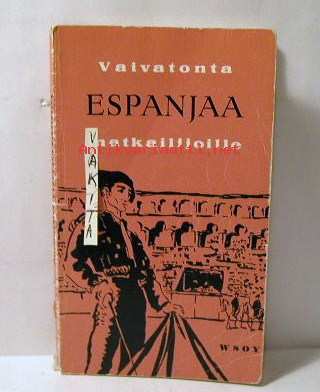 Vaivatonta
ESPANJAA
matkailijoille
VAKITA
WSOY